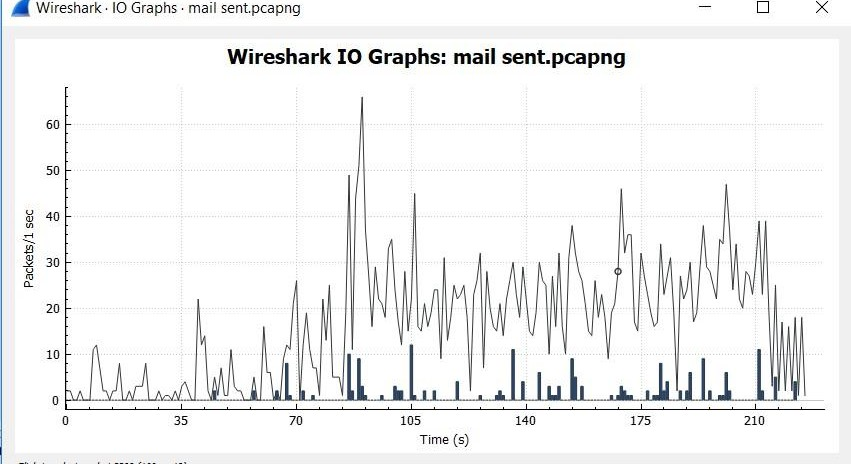 Wireshark · IO Graphs · mail sent.pcapng
Wireshark IO Graphs: mail sent.pcapng
Packets/1 sec
60
50
40
30
20
10
0
0 35 70 105 140 175 210
Time (s)